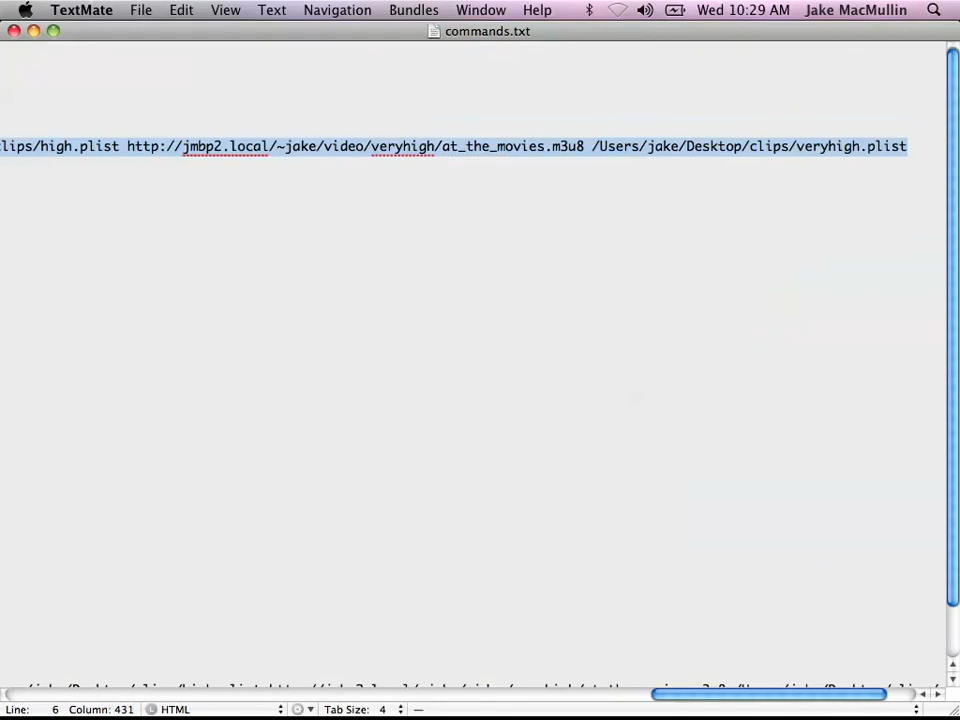 TextMate File Edit View Text Navigation Bundles Window Help Wed 10:29 AM Jake MacMullin
commands.txt
clips/high.plist http://jmbp2.local/~jake/video/veryhigh/at_the_movies.m3u8 /Users/jake/Desktop/clips/veryhigh.plist
Line: 6 Column: 431 L HTML Tab Size: 4 —